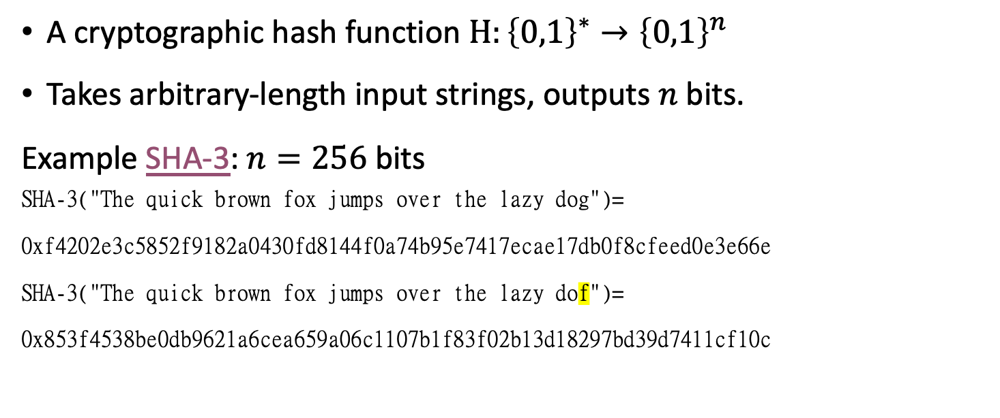 • A cryptographic hash function H: {0,1}* → {0,1}ⁿ
• Takes arbitrary-length input strings, outputs n bits.
Example SHA-3: n = 256 bits
SHA-3("The quick brown fox jumps over the lazy dog")=
0xf4202e3c5852f9182a0430fd8144f0a74b95e7417ecae17db0f8cfeed0e3e66e
SHA-3("The quick brown fox jumps over the lazy dof")=
0x853f4538be0db9621a6cea659a06c1107b1f83f02b13d18297bd39d7411cf10c